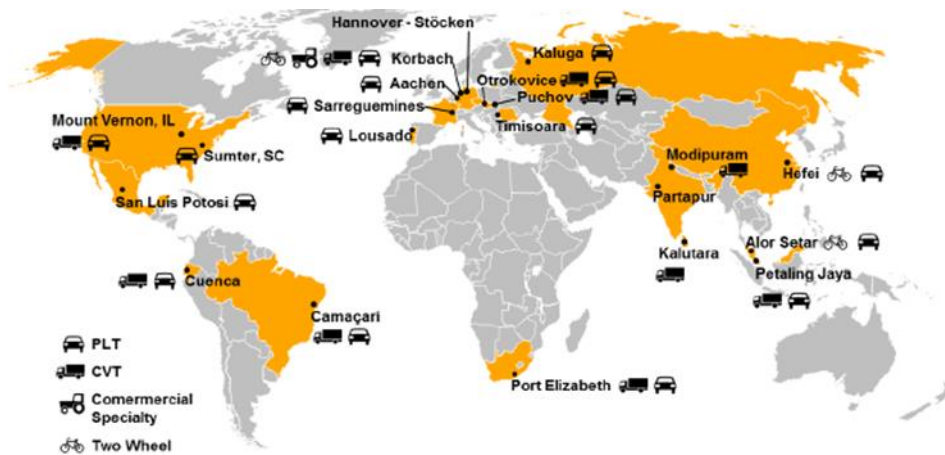 Hannover - Stöcken
Korbach
Aachen
Sarreguemines
Lousado
Kaluga
Otrokovice
Puchov
Timisoara
Mount Vernon, IL
Sumter, SC
San Luis Potosi
Modipuram
Partapur
Hefei
Kalutara
Alor Setar
Petaling Jaya
Cuenca
Camaçari
Port Elizabeth
PLT
CVT
Comermercial
Specialty
Two Wheel